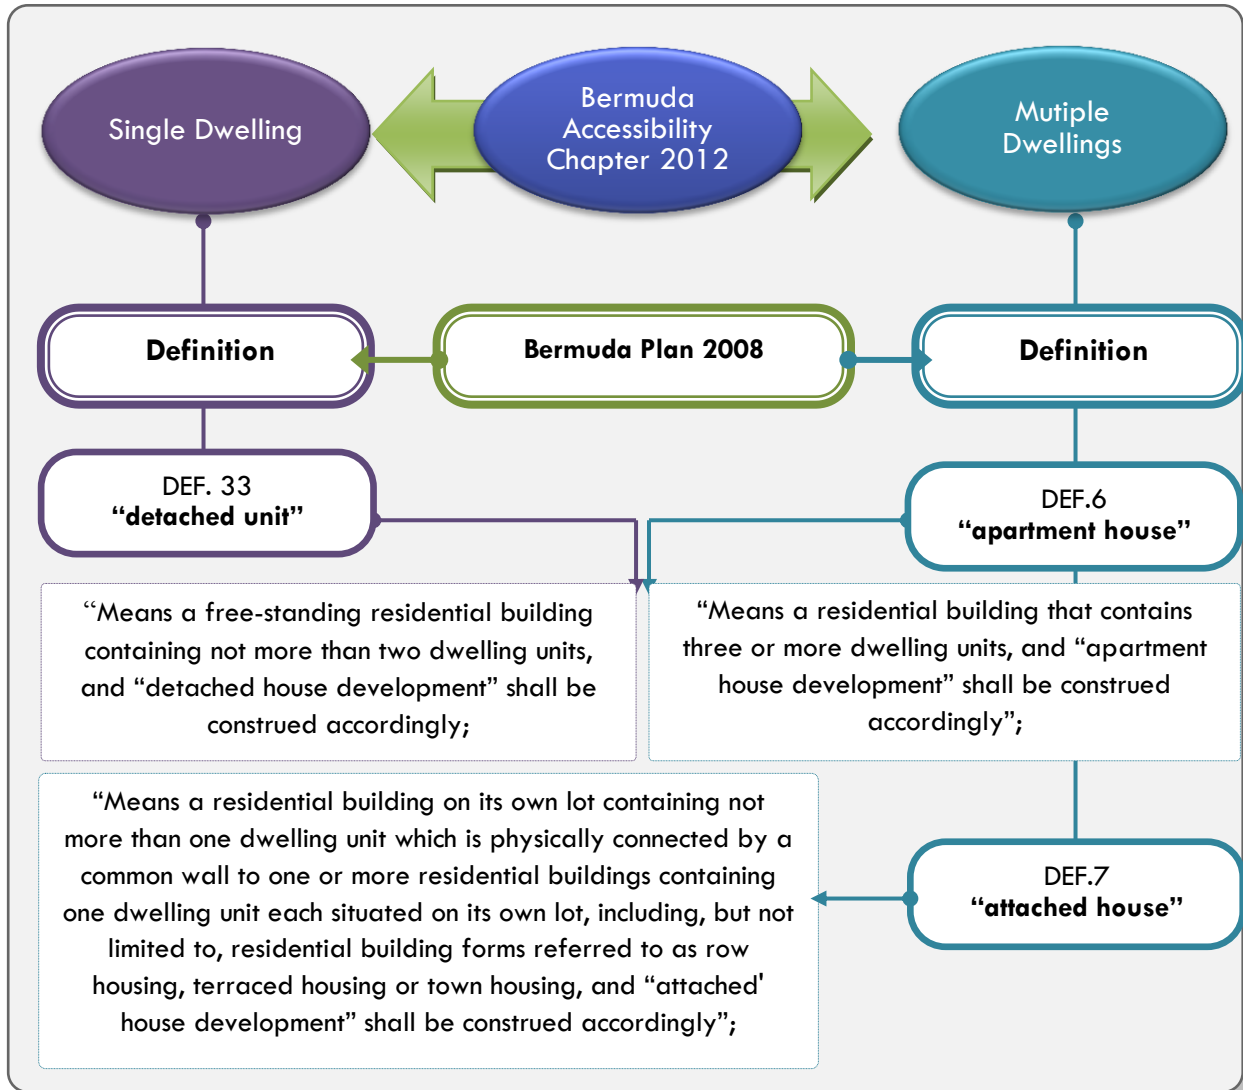 Single Dwelling
Bermuda
Accessibility
Chapter 2012
Mutiple
Dwellings
Definition
Bermuda Plan 2008
Definition
DEF. 33
“detached unit”
DEF.6
“apartment house”
“Means a free-standing residential building
containing not more than two dwelling units,
and “detached house development” shall be
construed accordingly;
“Means a residential building that contains
three or more dwelling units, and “apartment
house development” shall be construed
accordingly”;
“Means a residential building on its own lot containing not
more than one dwelling unit which is physically connected by a
common wall to one or more residential buildings containing
one dwelling unit each situated on its own lot, including, but not
limited to, residential building forms referred to as row
housing, terraced housing or town housing, and “attached'
house development” shall be construed accordingly”;
DEF.7
“attached house”